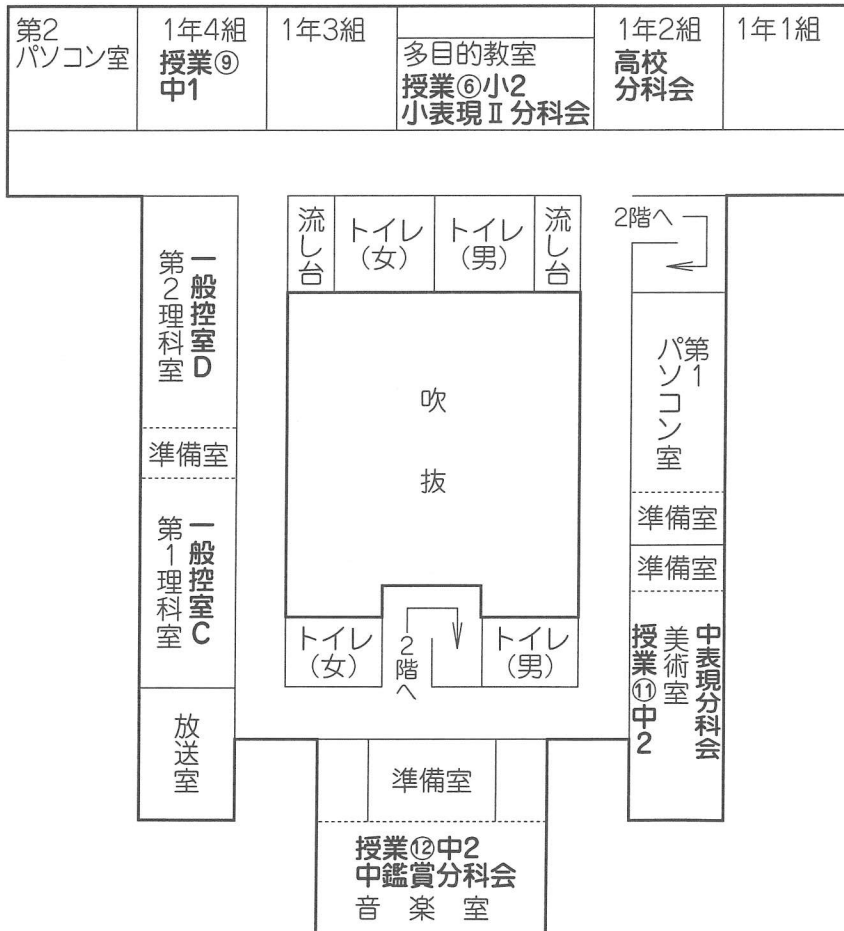 第2
パソコン室
1年4組
授業⑨
中1
1年3組
多目的教室
授業⑥小2
小表現Ⅱ分科会
1年2組
高校
分科会
1年1組
流し台
トイレ
(女)
トイレ
(男)
流し台
2階へ
一般控室D
第2理科室
吹抜
第1
パソコン室
準備室
準備室
一般控室C
第1理科室
準備室
トイレ
(女)
2階へ
トイレ
(男)
準備室
中表現分科会
美術室
授業⑪中2
放送室
準備室
授業⑫中2
中鑑賞分科会
音楽室